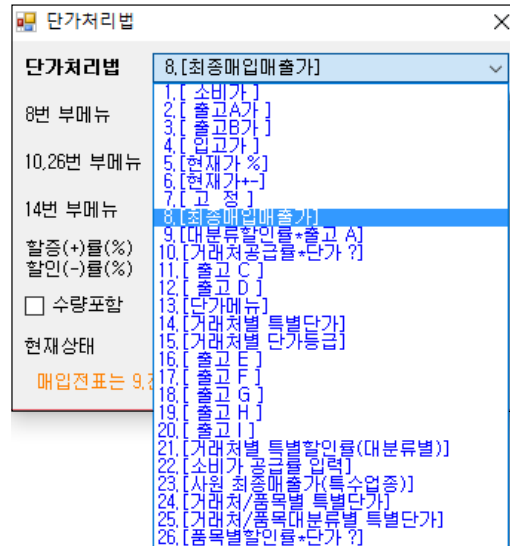 단가처리법
단가처리법
8.[최종매입매출가]
8번 부메뉴
10,26번 부메뉴
14번 부메뉴
할증(+)률(%)
할인(-)률(%)
수량포함
현재상태
매입전표는 9,
1.[ 소비가 ]
2.[ 출고A가 ]
3.[ 출고B가 ]
4.[ 입고가 ]
5.[현재가 %]
6.[현재가+-]
7.[ 고  정 ]
8.[최종매입매출가]
9.[대분류할인률*출고 A]
10.[거래처공급률*단가 ?]
11.[ 출고 C ]
12.[ 출고 D ]
13.[단가메뉴]
14.[거래처별 특별단가]
15.[거래처별 단가등급]
16.[ 출고 E ]
17.[ 출고 F ]
18.[ 출고 G ]
19.[ 출고 H ]
20.[ 출고 I ]
21.[거래처별 특별할인률(대분류별)]
22.[소비가 공급률 입력]
23.[사원 최종매출가(특수업종)]
24.[거래처/품목별 특별단가]
25.[거래처/품목대분류별 특별단가]
26.[품목별할인률*단가 ?]